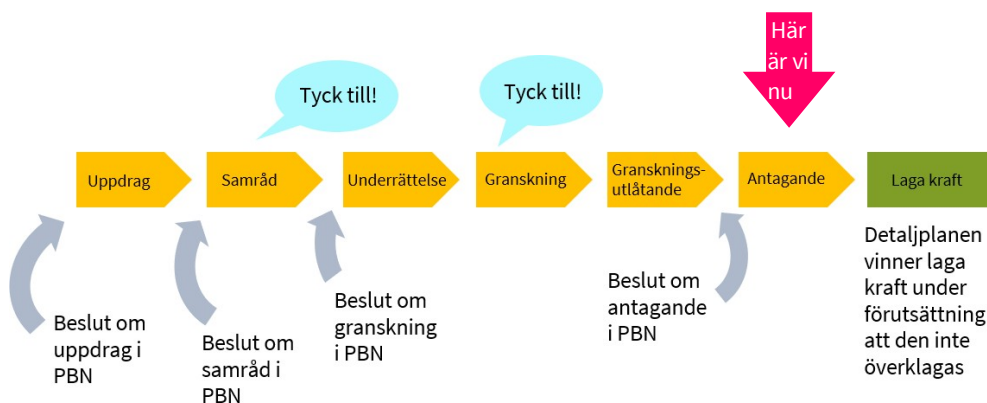 Här
är vi
nu
Tyck till!
Tyck till!
Uppdrag
Samråd
Underrättelse
Granskning
Gransknings-
utlåtande
Antagande
Laga kraft
Beslut om
uppdrag i
PBN
Beslut om
samråd i
PBN
Beslut om
granskning
i PBN
Beslut om
antagande
i PBN
Detaljplanen
vinner laga
kraft under
förutsättning
att den inte
överklagas